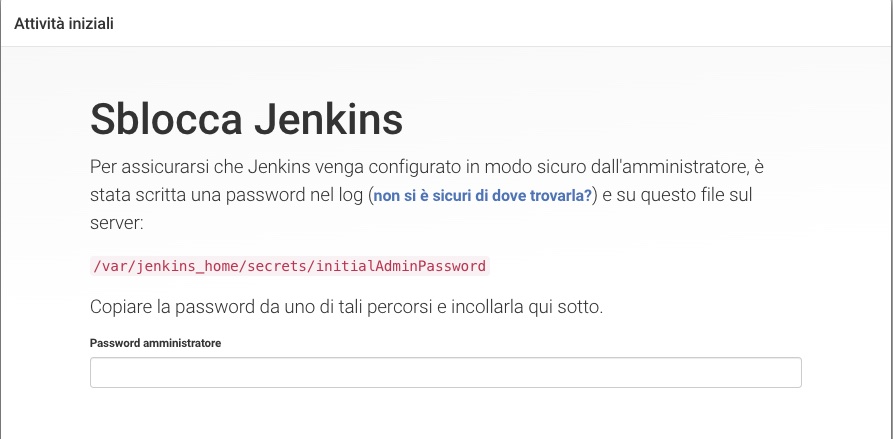 Attività iniziali
Sblocca Jenkins
Per assicurarsi che Jenkins venga configurato in modo sicuro dall'amministratore, è
stata scritta una password nel log (non si è sicuri di dove trovarla?) e su questo file sul
server:
/var/jenkins_home/secrets/initialAdminPassword
Copiare la password da uno di tali percorsi e incollarla qui sotto.
Password amministratore